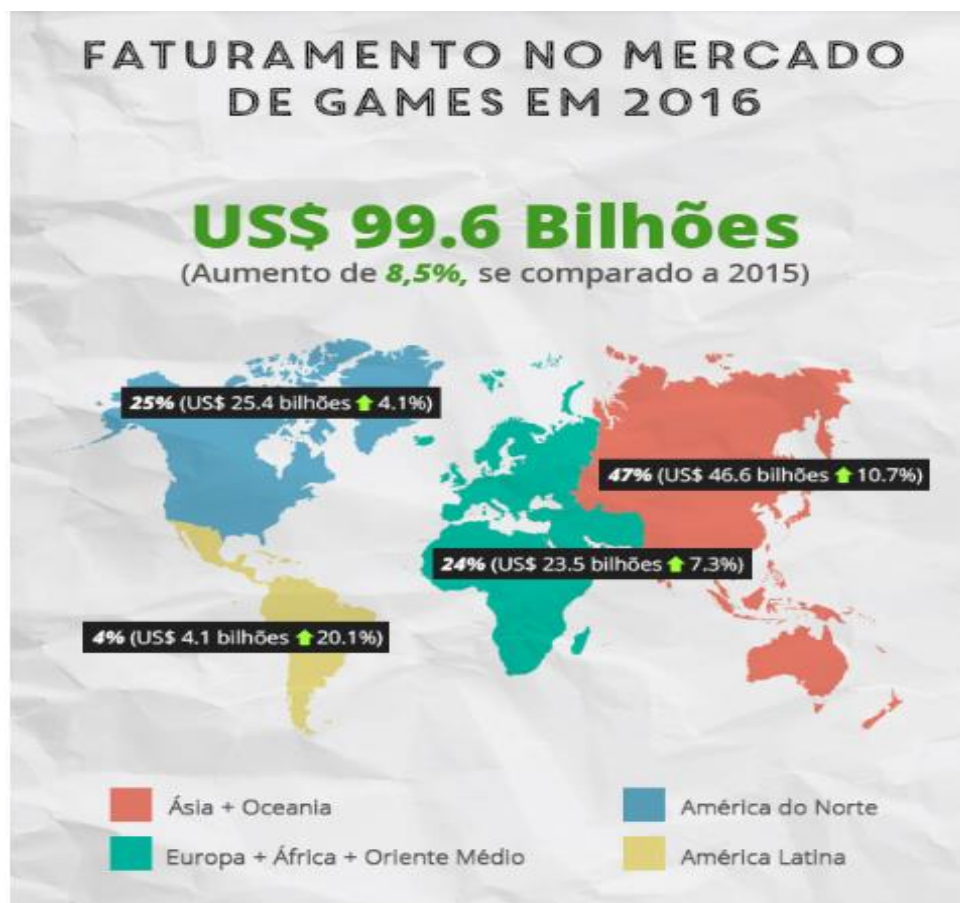 FATURAMENTO NO MERCADO
DE GAMES EM 2016
US$ 99.6 Bilhões
(Aumento de 8,5%, se comparado a 2015)
25% (US$ 25.4 bilhões ⬆ 4.1%)
47% (US$ 46.6 bilhões ⬆ 10.7%)
24% (US$ 23.5 bilhões ⬆ 7.3%)
4% (US$ 4.1 bilhões ⬆ 20.1%)
Ásia + Oceania
América do Norte
Europa + África + Oriente Médio
América Latina